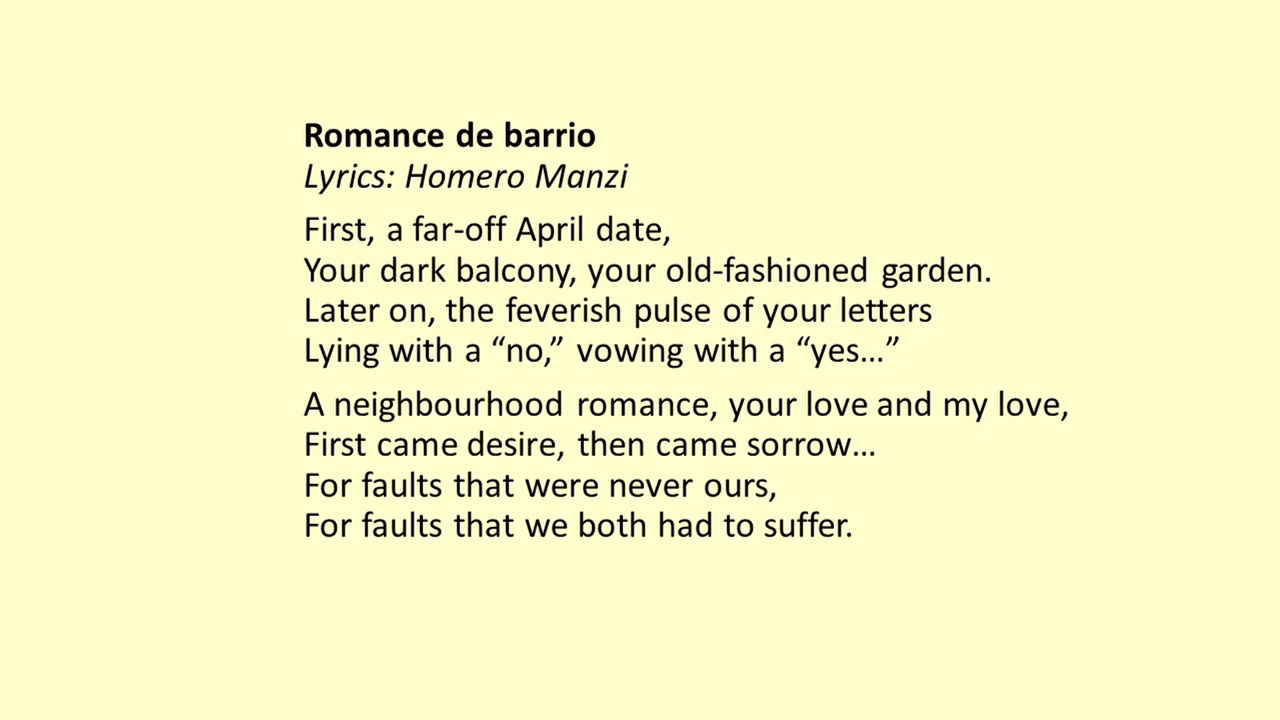 Romance de barrio
Lyrics: Homero Manzi
First, a far-off April date,
Your dark balcony, your old-fashioned garden.
Later on, the feverish pulse of your letters
Lying with a “no,” vowing with a “yes…”
A neighbourhood romance, your love and my love,
First came desire, then came sorrow…
For faults that were never ours,
For faults that we both had to suffer.